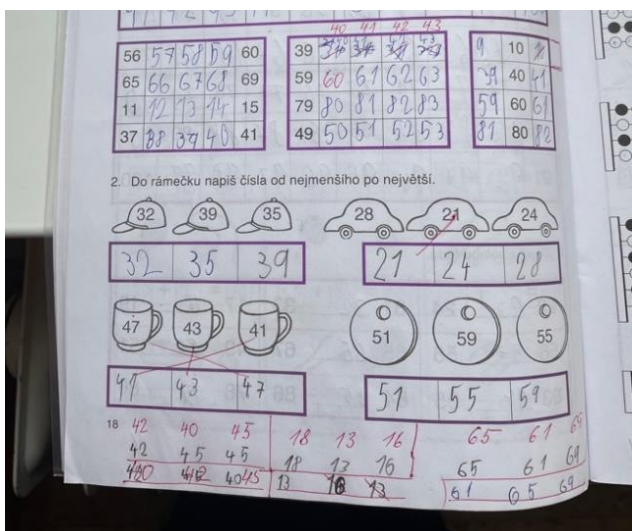 40 41 42 43
56 57 58 59 60
65 66 67 68 69
11 12 13 14 15
37 38 39 40 41
39
59 60 61 62 63
79 80 81 82 83
49 50 51 52 53
9 10
39 40 41
59 60 61
81 80 82
2. Do rámečku napiš čísla od nejmenšího po největší.
32 39 35 28 21 24
32 35 39 21 24 28
47 43 41 51 59 55
41 43 47 51 55 59
18
42 40 45 18 13 16 65 61 69
42 45 45 18 13 16 65 61 69
13 61 65 69